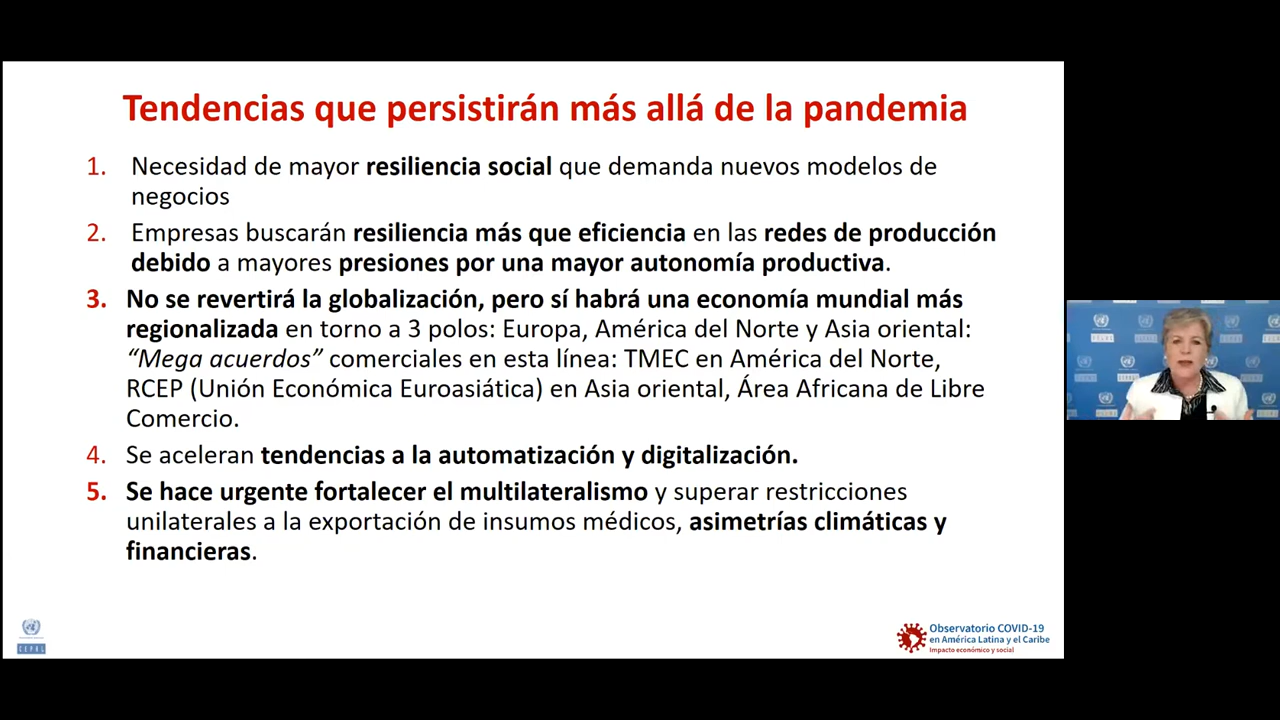 Tendencias que persistirán más allá de la pandemia
1. Necesidad de mayor resiliencia social que demanda nuevos modelos de
negocios
2. Empresas buscarán resiliencia más que eficiencia en las redes de producción
debido a mayores presiones por una mayor autonomía productiva.
3. No se revertirá la globalización, pero sí habrá una economía mundial más
regionalizada en torno a 3 polos: Europa, América del Norte y Asia oriental:
“Mega acuerdos” comerciales en esta línea: TMEC en América del Norte,
RCEP (Unión Económica Euroasiática) en Asia oriental, Área Africana de Libre
Comercio.
4. Se aceleran tendencias a la automatización y digitalización.
5. Se hace urgente fortalecer el multilateralismo y superar restricciones
unilaterales a la exportación de insumos médicos, asimetrías climáticas y
financieras.
CEPAL
Observatorio COVID-19
en América Latina y el Caribe
Impacto económico y social